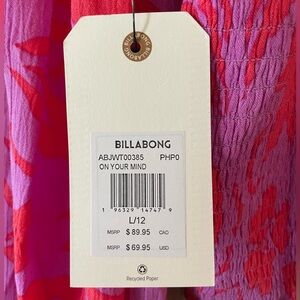 BILLABONG BILLABONG
BILLABONG
ABJWT00385 PHP0
ON YOUR MIND
1 96329 14747 9
L/12
MSRP $ 89.95 CAD
MSRP $ 69.95 USD
Recycled Paper